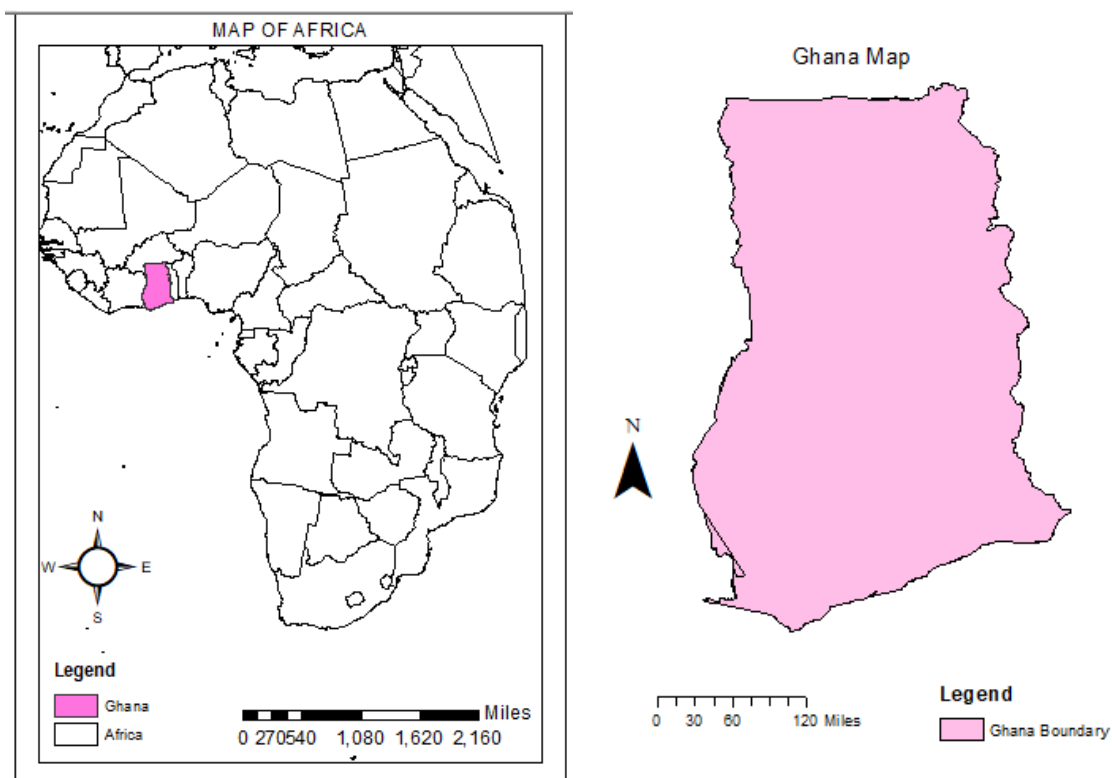 MAP OF AFRICA
N
W E
S
Legend
Ghana
Africa
Miles
0 270540 1,080 1,620 2,160
Ghana Map
N
0 30 60 120 Miles
Legend
Ghana Boundary